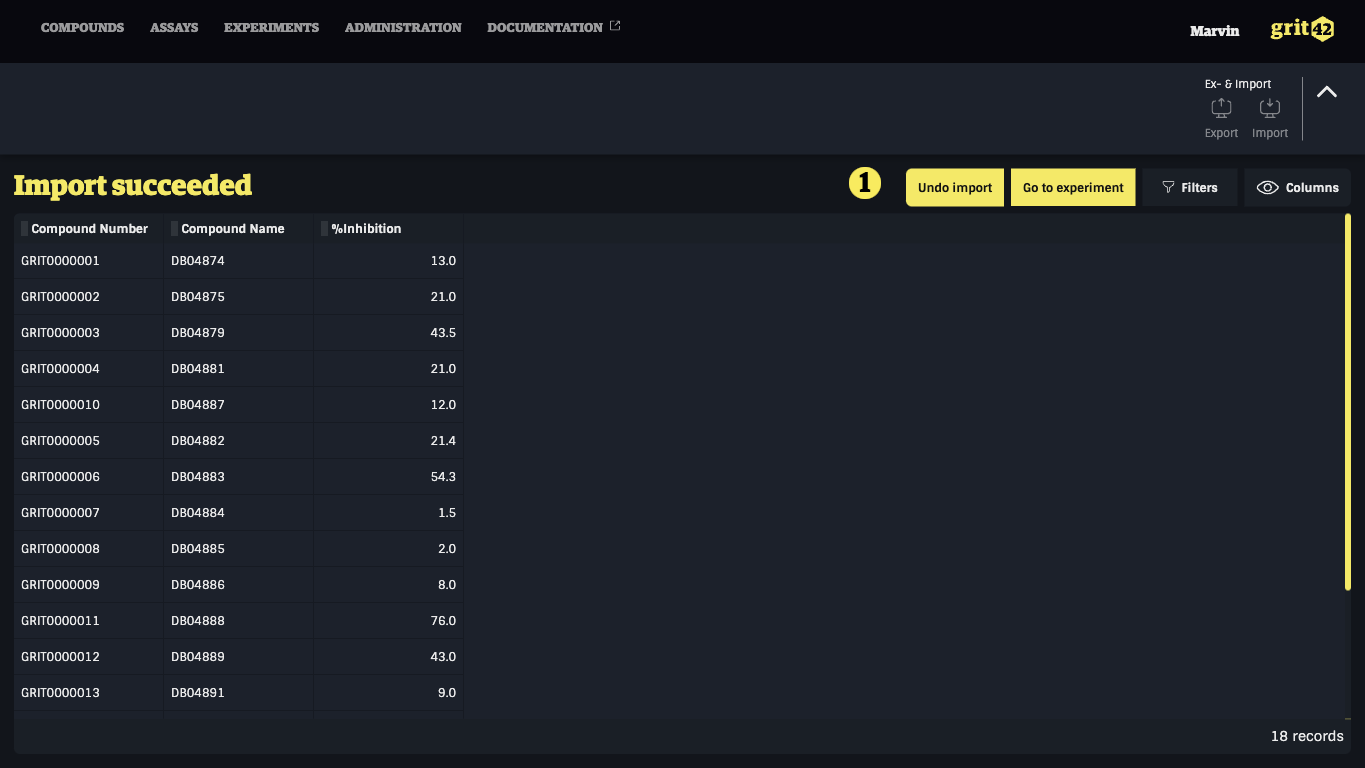 COMPOUNDS ASSAYS EXPERIMENTS ADMINISTRATION DOCUMENTATION Marvin grit42
Ex- & Import
Export Import
Import succeeded 1 Undo import Go to experiment Filters Columns
Compound Number Compound Name %Inhibition
GRIT0000001 DB04874 13.0
GRIT0000002 DB04875 21.0
GRIT0000003 DB04879 43.5
GRIT0000004 DB04881 21.0
GRIT0000010 DB04887 12.0
GRIT0000005 DB04882 21.4
GRIT0000006 DB04883 54.3
GRIT0000007 DB04884 1.5
GRIT0000008 DB04885 2.0
GRIT0000009 DB04886 8.0
GRIT0000011 DB04888 76.0
GRIT0000012 DB04889 43.0
GRIT0000013 DB04891 9.0
18 records